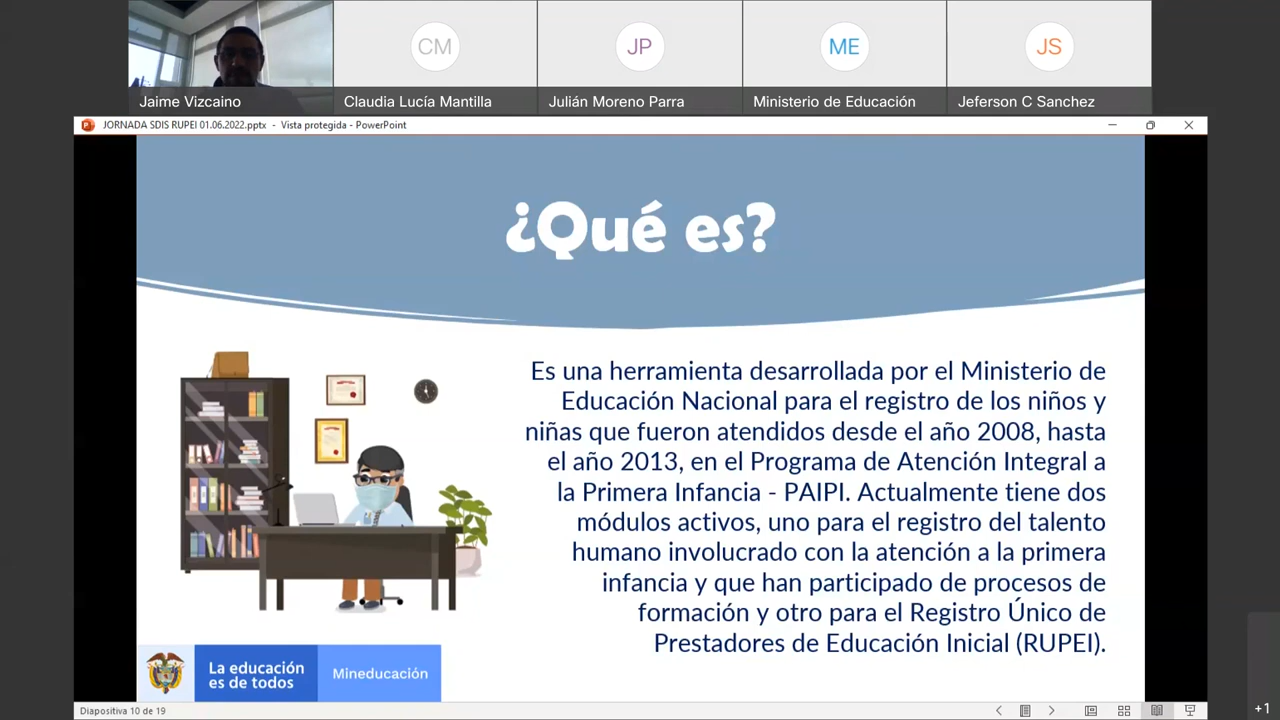 CM
JP
ME
JS
Jaime Vizcaino
Claudia Lucía Mantilla
Julián Moreno Parra
Ministerio de Educación
Jeferson C Sanchez
JORNADA SDIS RUPEI 01.06.2022.pptx - Vista protegida - PowerPoint
¿Qué es?
Es una herramienta desarrollada por el Ministerio de
Educación Nacional para el registro de los niños y
niñas que fueron atendidos desde el año 2008, hasta
el año 2013, en el Programa de Atención Integral a
la Primera Infancia - PAIPI. Actualmente tiene dos
módulos activos, uno para el registro del talento
humano involucrado con la atención a la primera
infancia y que han participado de procesos de
formación y otro para el Registro Único de
Prestadores de Educación Inicial (RUPEI).
La educación
es de todos
Mineducación
Diapositiva 10 de 19
+1